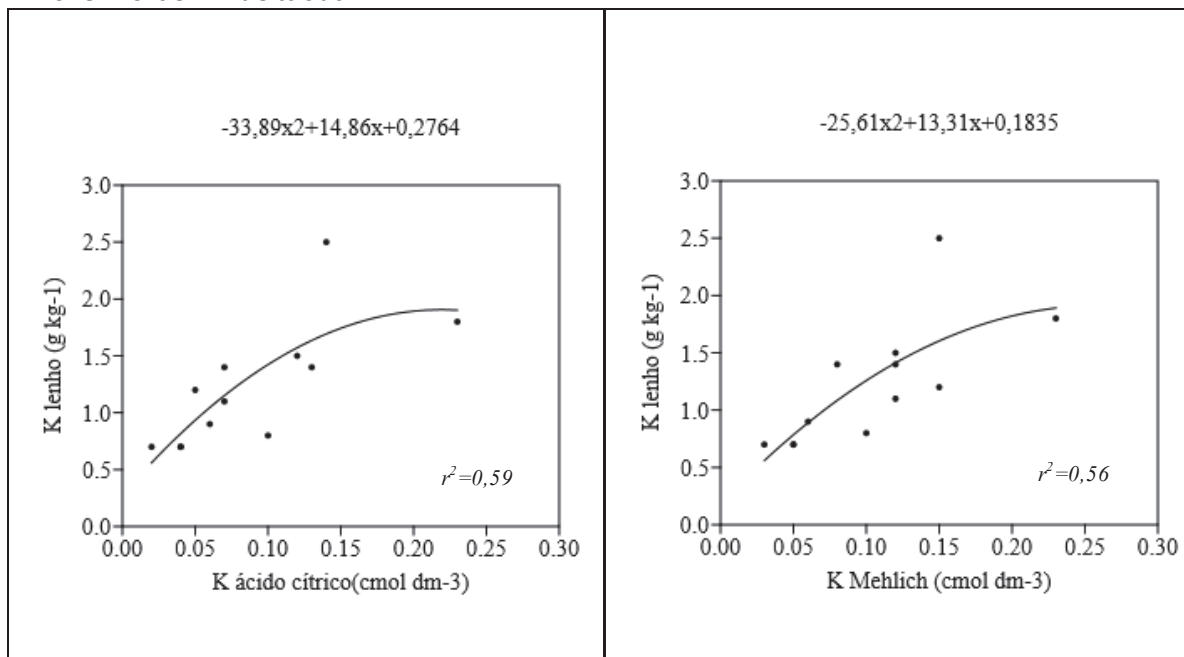 -33,89x2+14,86x+0,2764
3.0
2.5
2.0
1.5
1.0
0.5
0.0
K lenho (g kg-1)
r²=0,59
0.00 0.05 0.10 0.15 0.20 0.25 0.30
K ácido cítrico(cmol dm-3)
-25,61x2+13,31x+0,1835
3.0
2.5
2.0
1.5
1.0
0.5
0.0
K lenho (g kg-1)
r²=0,56
0.00 0.05 0.10 0.15 0.20 0.25 0.30
K Mehlich (cmol dm-3)